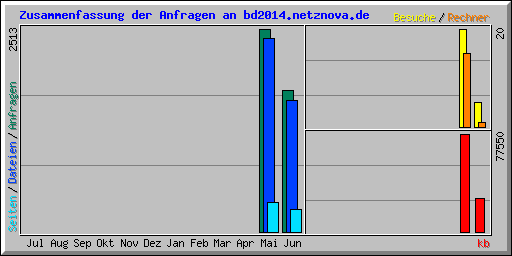 Zusammenfassung der Anfragen an bd2014.netznova.de
Besuche / Rechner
2513
20
Seiten / Dateien / Anfragen
77550
Jul Aug Sep Okt Nov Dez Jan Feb Mar Apr Mai Jun
kb